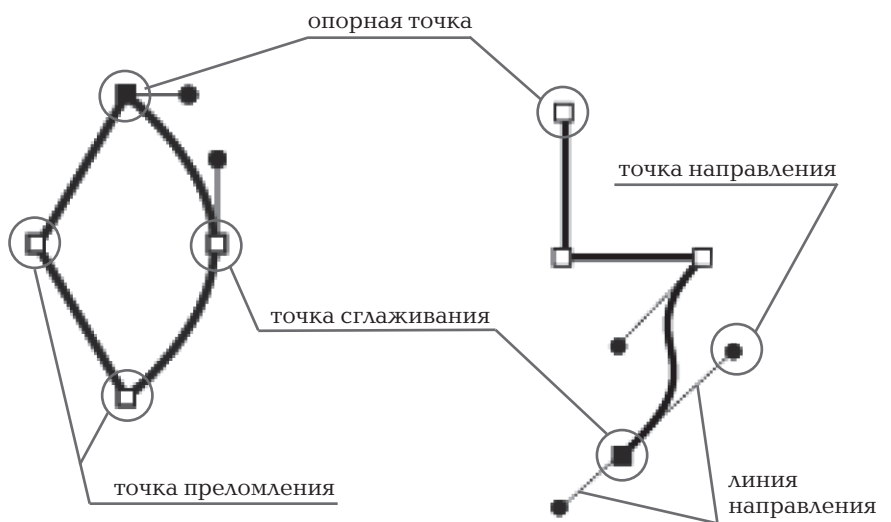 опорная точка
точка направления
точка сглаживания
точка преломления
линия
направления